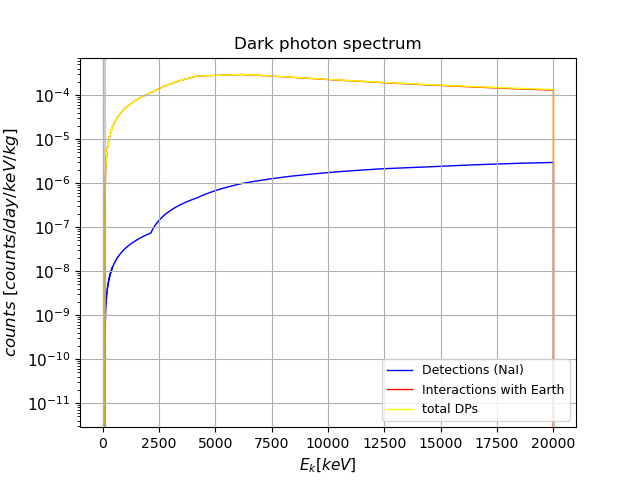 Dark photon spectrum
counts [counts/day/keV/kg]
10⁻⁴
10⁻⁵
10⁻⁶
10⁻⁷
10⁻⁸
10⁻⁹
10⁻¹⁰
10⁻¹¹
Detections (NaI)
Interactions with Earth
total DPs
0 2500 5000 7500 10000 12500 15000 17500 20000
Eₖ[keV]